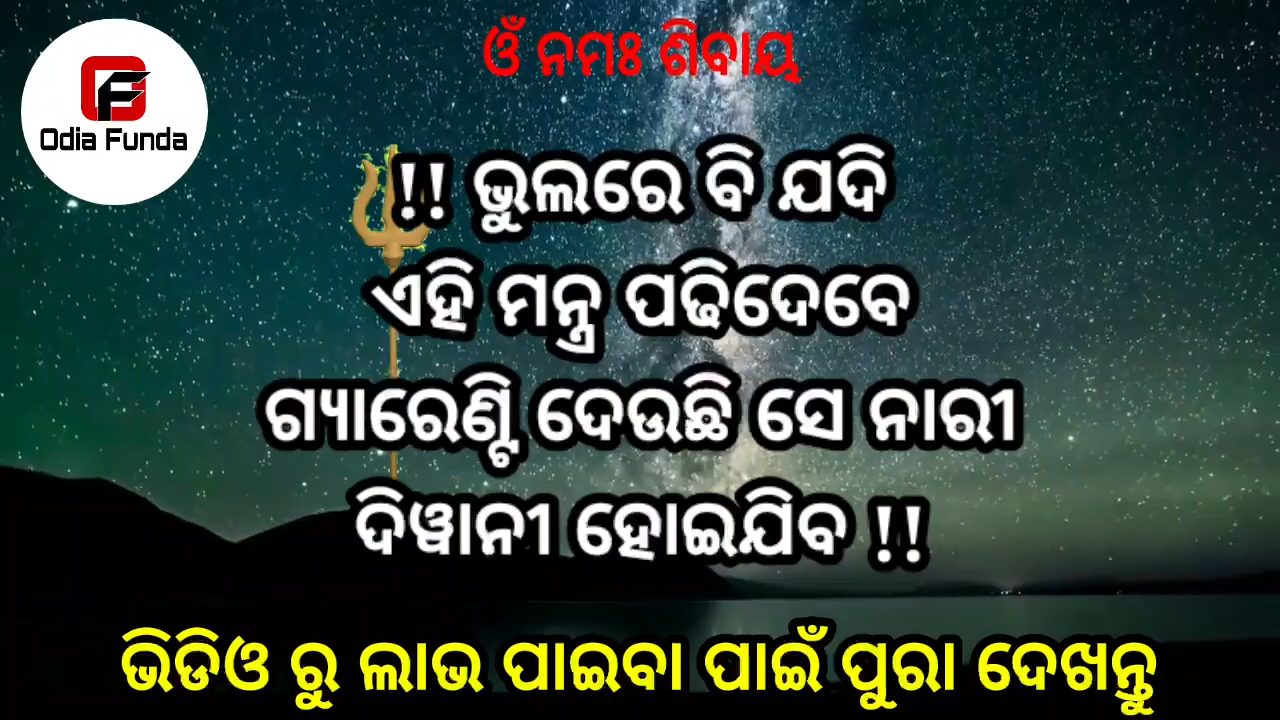 ଓଁ ନମଃ ଶିବାୟ
Odia Funda
!! ଭୁଲରେ ବି ଯଦି
ଏହି ମନ୍ତ୍ର ପଢିଦେବେ
ଗ୍ୟାରେଣ୍ଟି ଦେଉଛି ସେ ନାରୀ
ଦିୱାନୀ ହୋଇଯିବ !!
ଭିଡିଓ ରୁ ଲାଭ ପାଇବା ପାଇଁ ପୁରା ଦେଖନ୍ତୁ